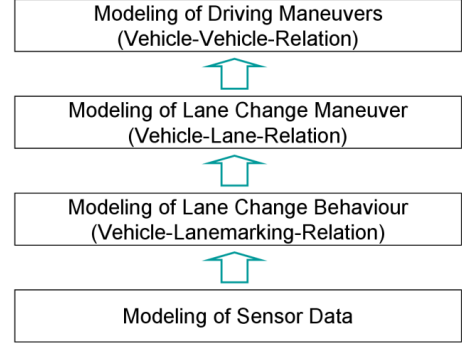 Modeling of Driving Maneuvers
(Vehicle-Vehicle-Relation)
Modeling of Lane Change Maneuver
(Vehicle-Lane-Relation)
Modeling of Lane Change Behaviour
(Vehicle-Lanemarking-Relation)
Modeling of Sensor Data